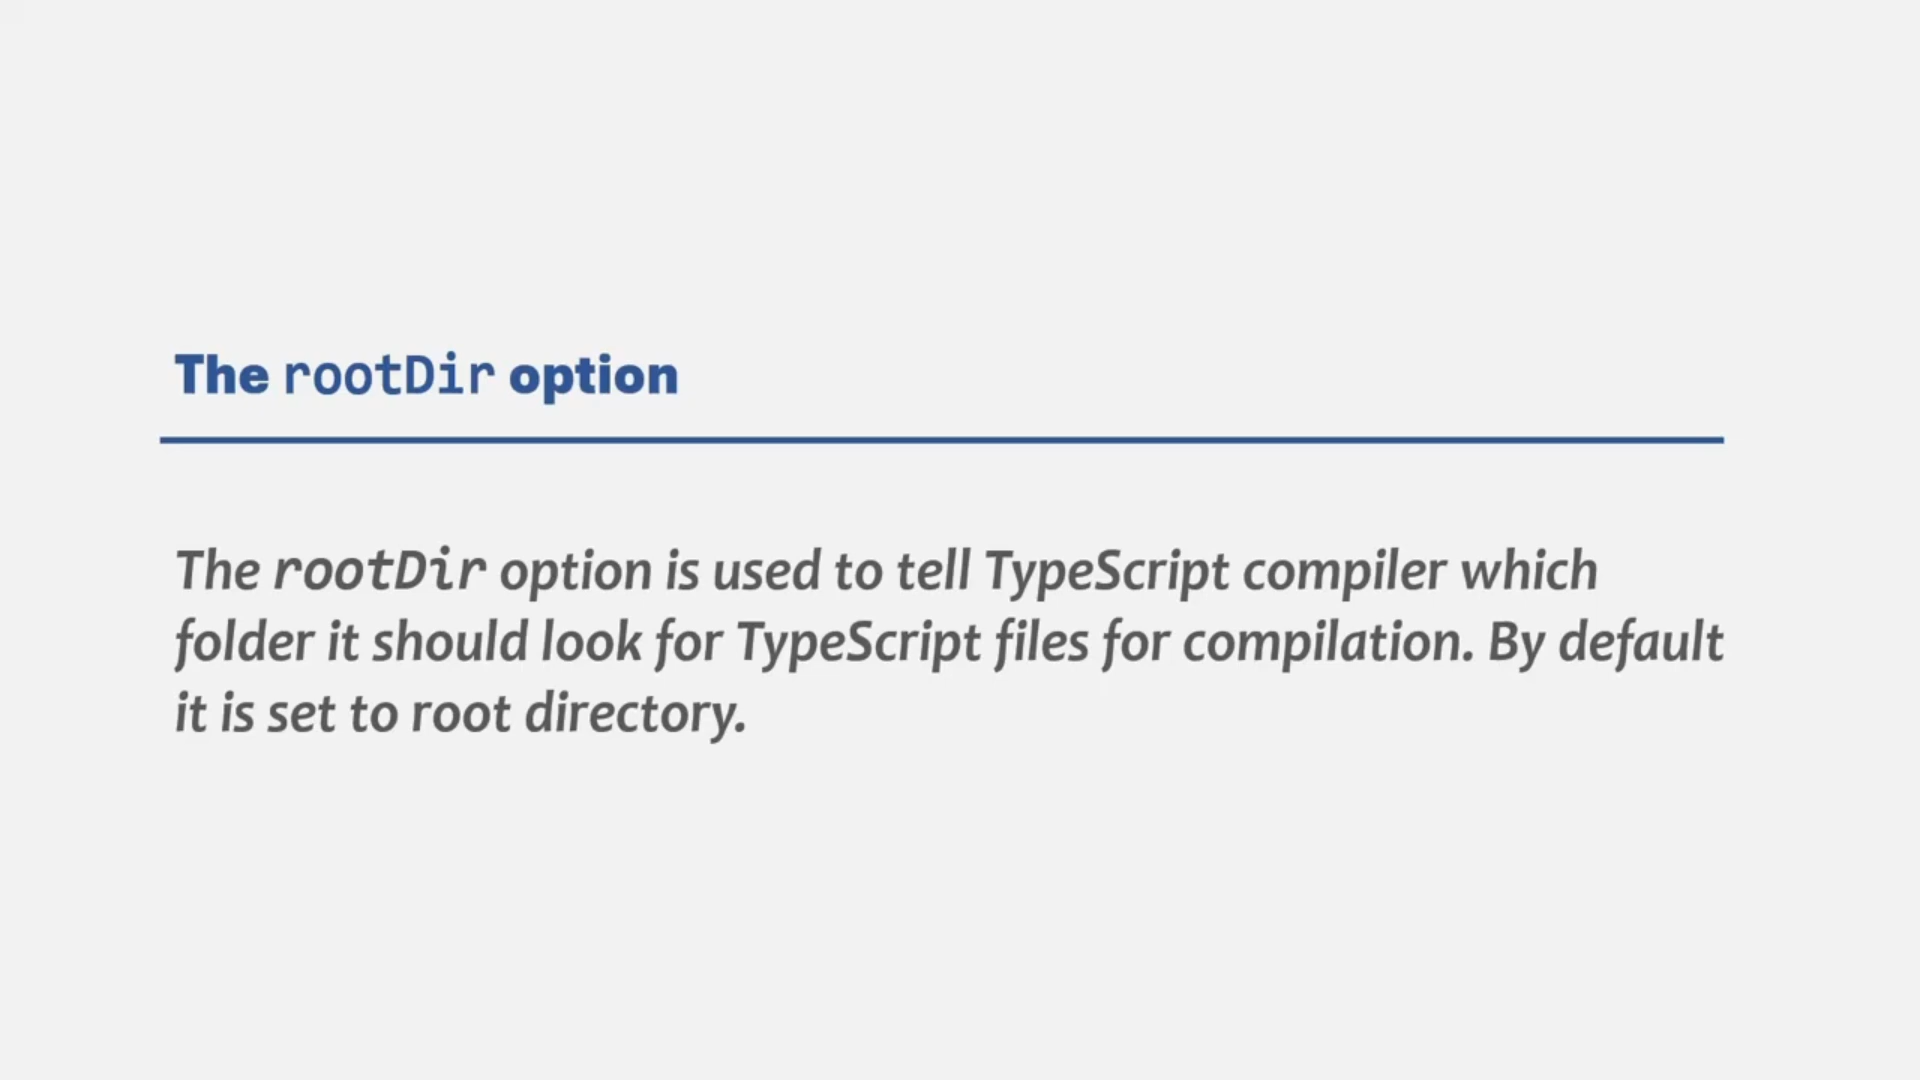 The rootDir option
The rootDir option is used to tell TypeScript compiler which
folder it should look for TypeScript files for compilation. By default
it is set to root directory.